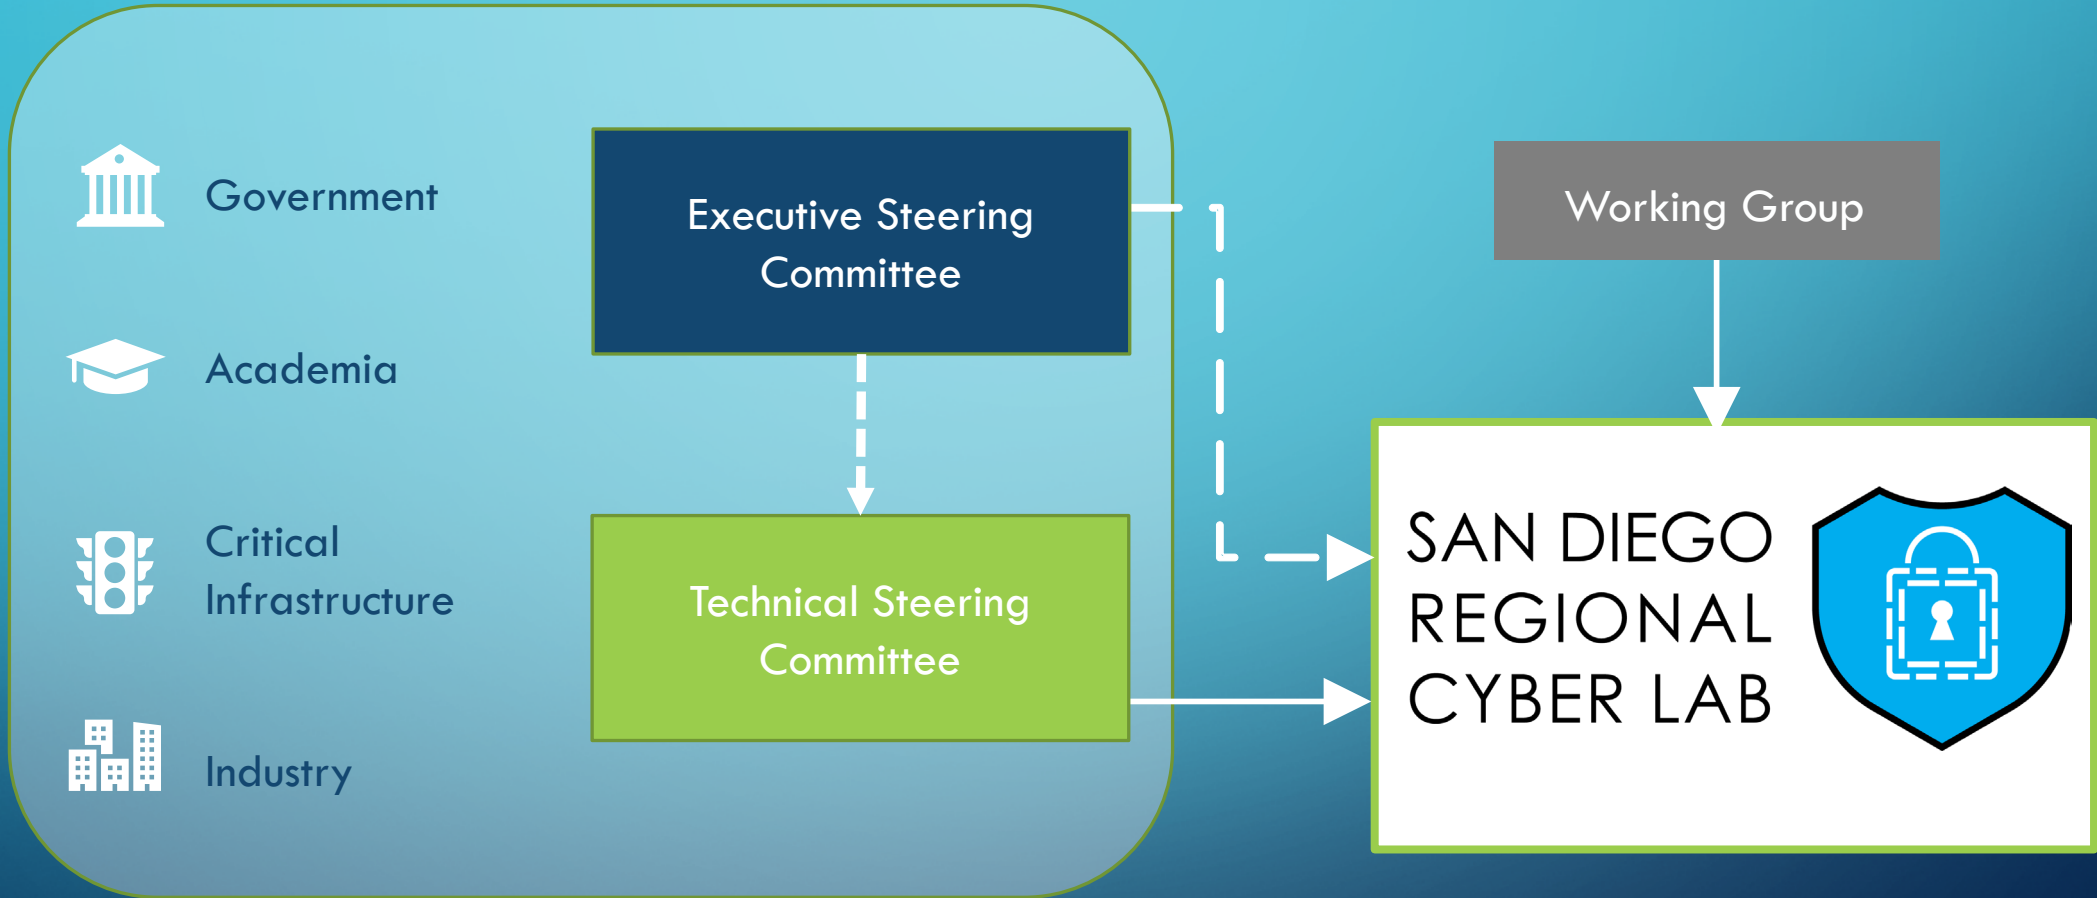 Government
Academia
Critical
Infrastructure
Industry
Executive Steering
Committee
Technical Steering
Committee
Working Group
SAN DIEGO
REGIONAL
CYBER LAB